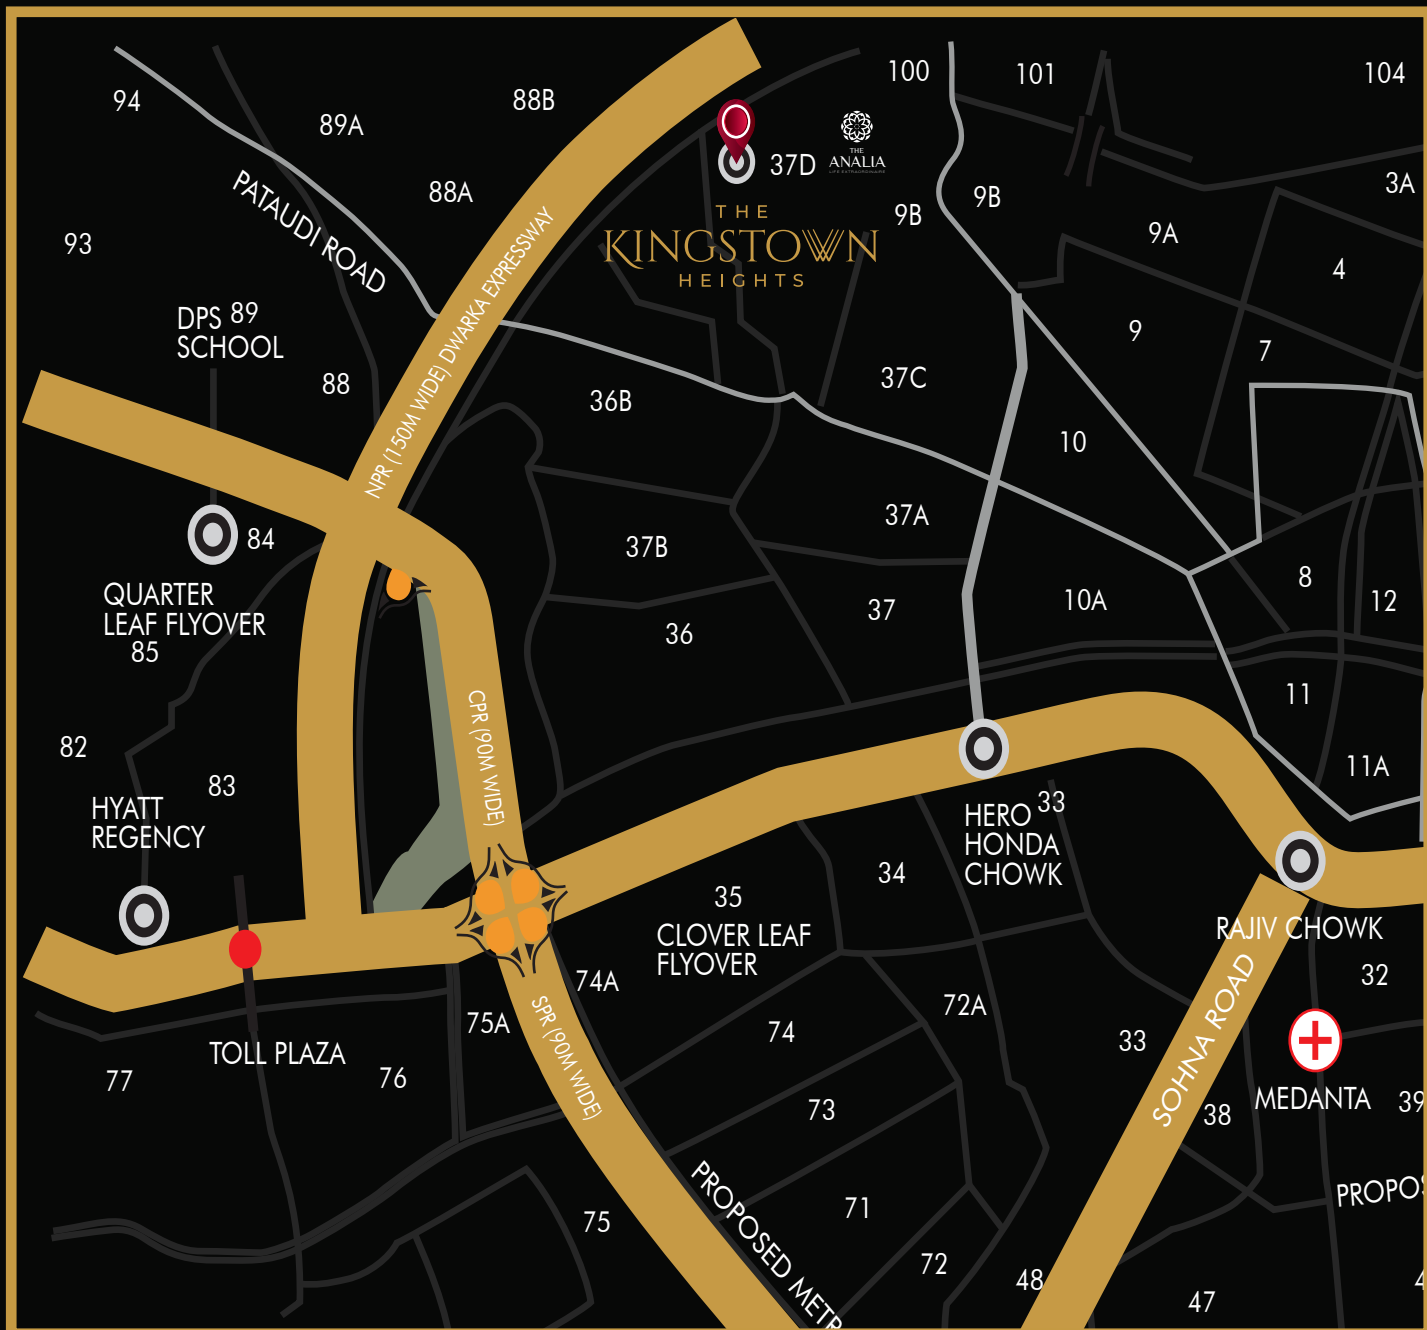 100
101
104
94
89A
88B
37D
THE
ANALIA
LIFE EXTRAORDINAIRE
3A
PATAUDI ROAD
88A
9B
9B
9A
93
THE
KINGSTOWN
HEIGHTS
4
DPS 89
SCHOOL
NPR (150M WIDE) DWARKA EXPRESSWAY
9
7
88
36B
37C
10
84
37A
37B
QUARTER
LEAF FLYOVER
85
8
12
10A
37
36
CPR (90M WIDE)
11
82
83
11A
HYATT
REGENCY
HERO 33
HONDA
CHOWK
34
35
CLOVER LEAF
FLYOVER
RAJIV CHOWK
74A
32
SPR (90M WIDE)
75A
72A
SOHNA ROAD
TOLL PLAZA
74
33
77
76
MEDANTA
39
73
38
PROPOSED METR
PROPOS
75
71
72
48
47
4